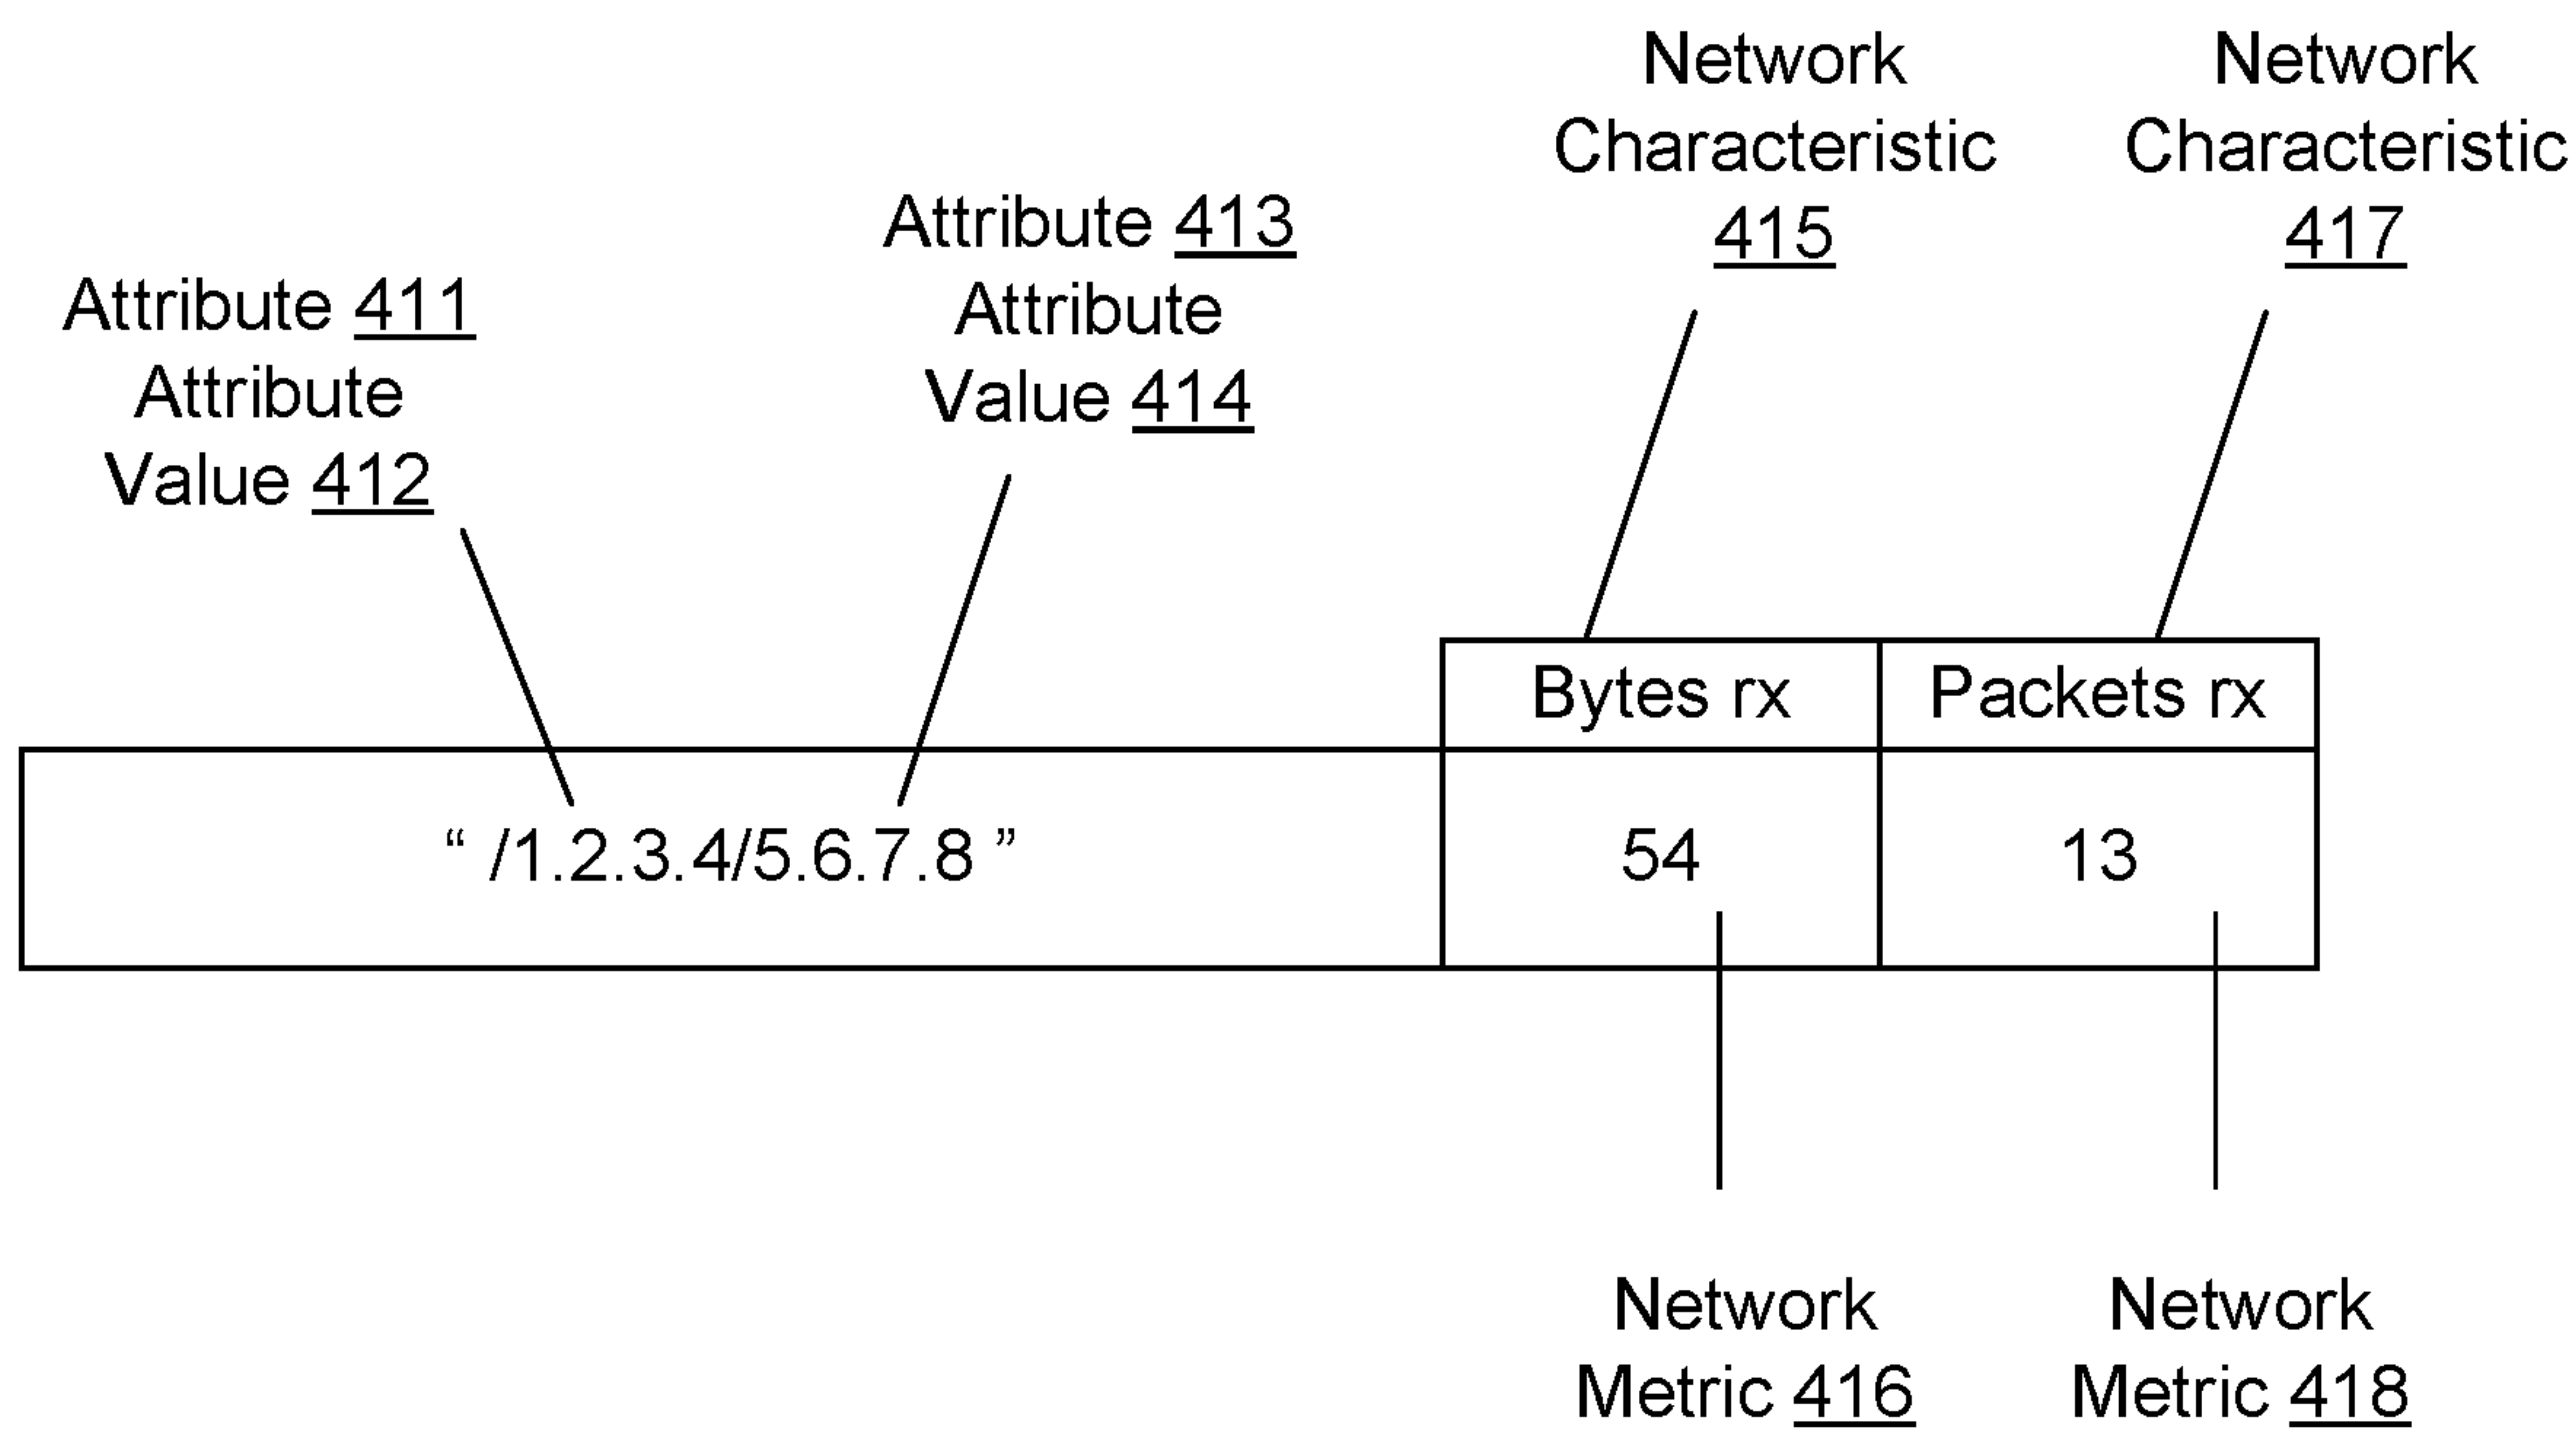 Network
Characteristic
415
Network
Characteristic
417
Attribute 413
Attribute
Value 414
Attribute 411
Attribute
Value 412
Bytes rx
Packets rx
“ /1.2.3.4/5.6.7.8 ”
54
13
Network
Metric 416
Network
Metric 418